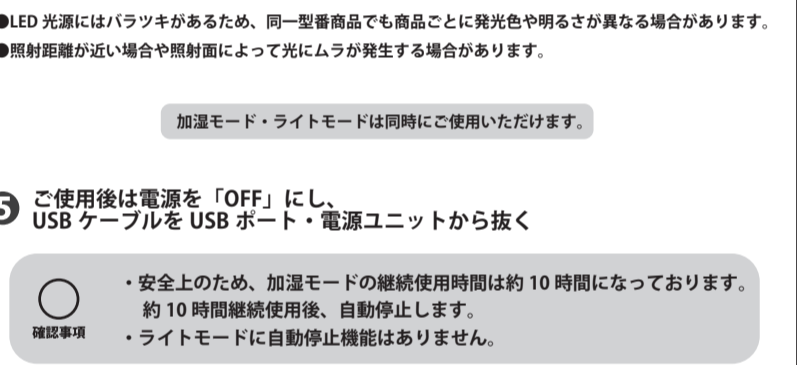 ●LED 光源にはバラツキがあるため、同一型番商品でも商品ごとに発光色や明るさが異なる場合があります。
●照射距離が近い場合や照射面によって光にムラが発生する場合があります。
加湿モード・ライトモードは同時にご使用いただけます。
5 ご使用後は電源を「OFF」にし、
USB ケーブルを USB ポート・電源ユニットから抜く
・安全上のため、加湿モードの継続使用時間は約 10 時間になっております。
約 10 時間継続使用後、自動停止します。
確認事項
・ライトモードに自動停止機能はありません。